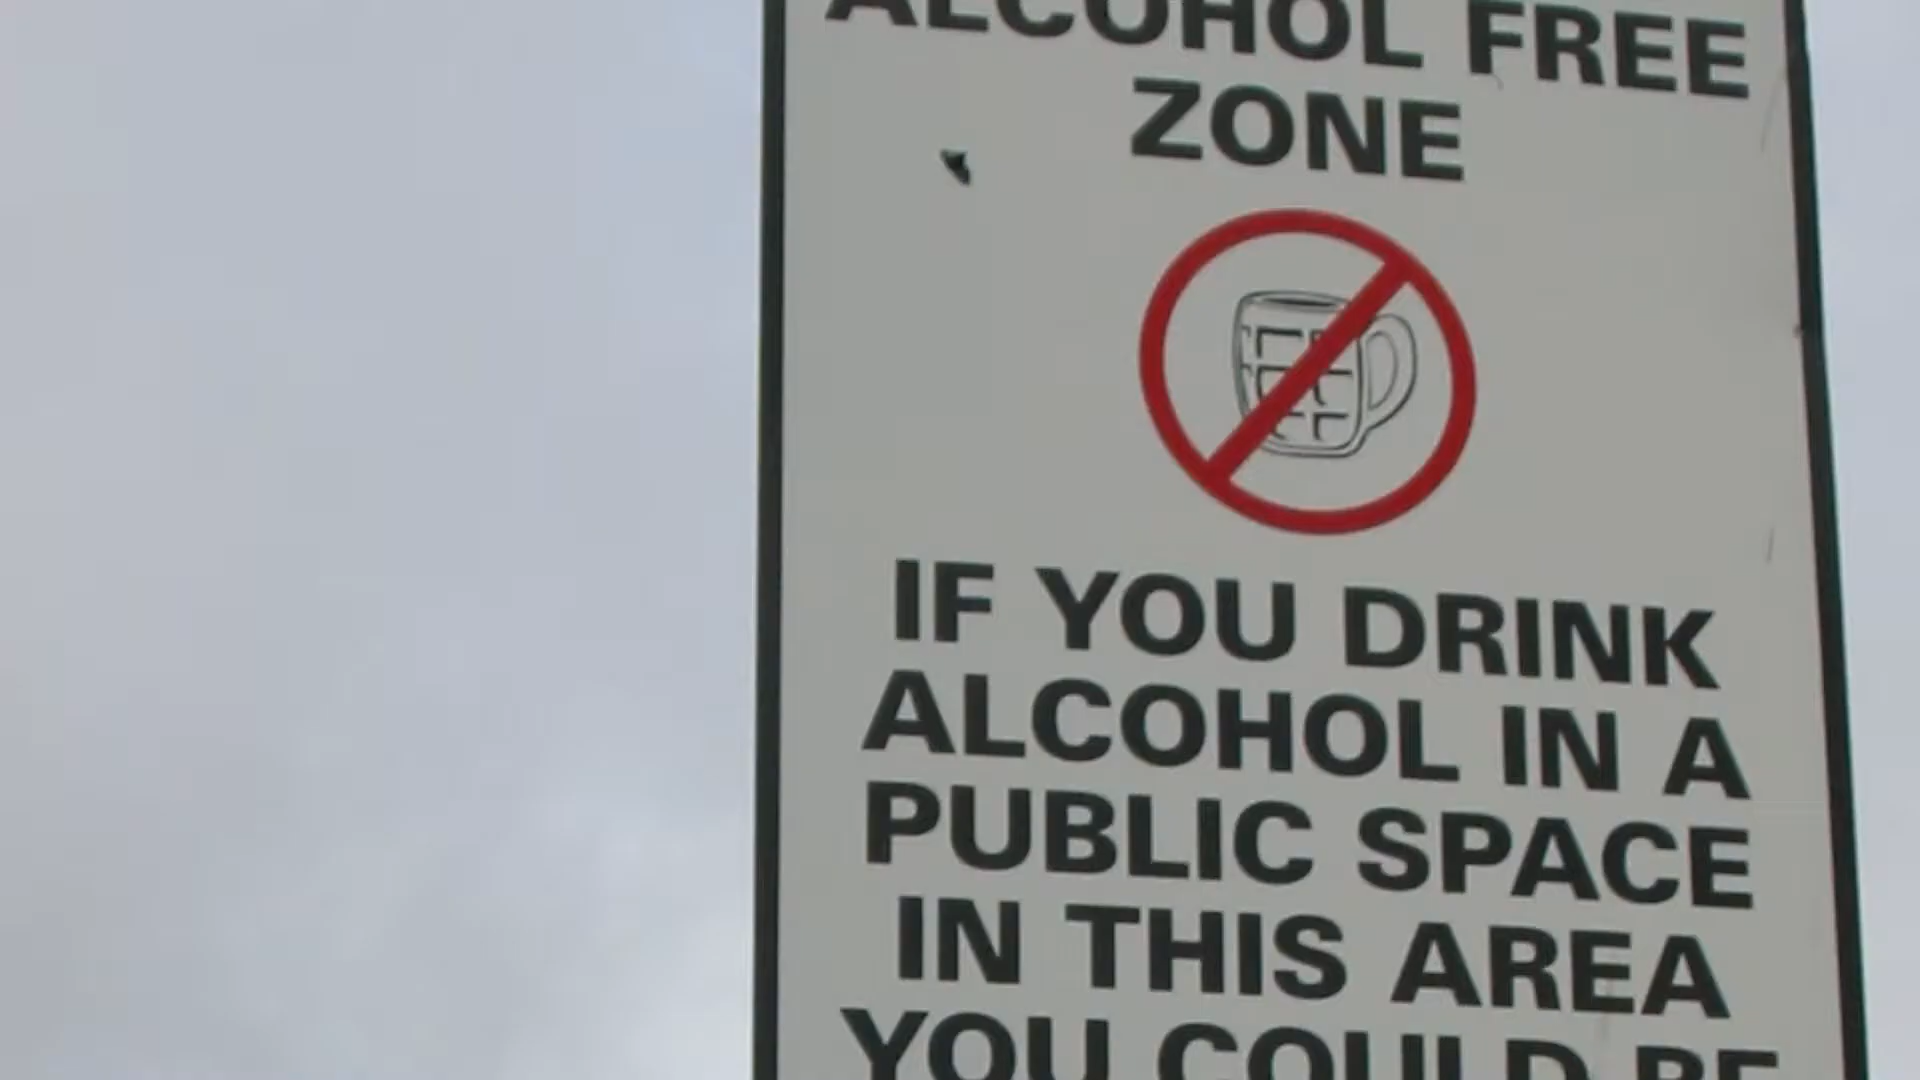 ALCOHOL FREE
ZONE
IF YOU DRINK
ALCOHOL IN A
PUBLIC SPACE
IN THIS AREA
YOU COULD BE